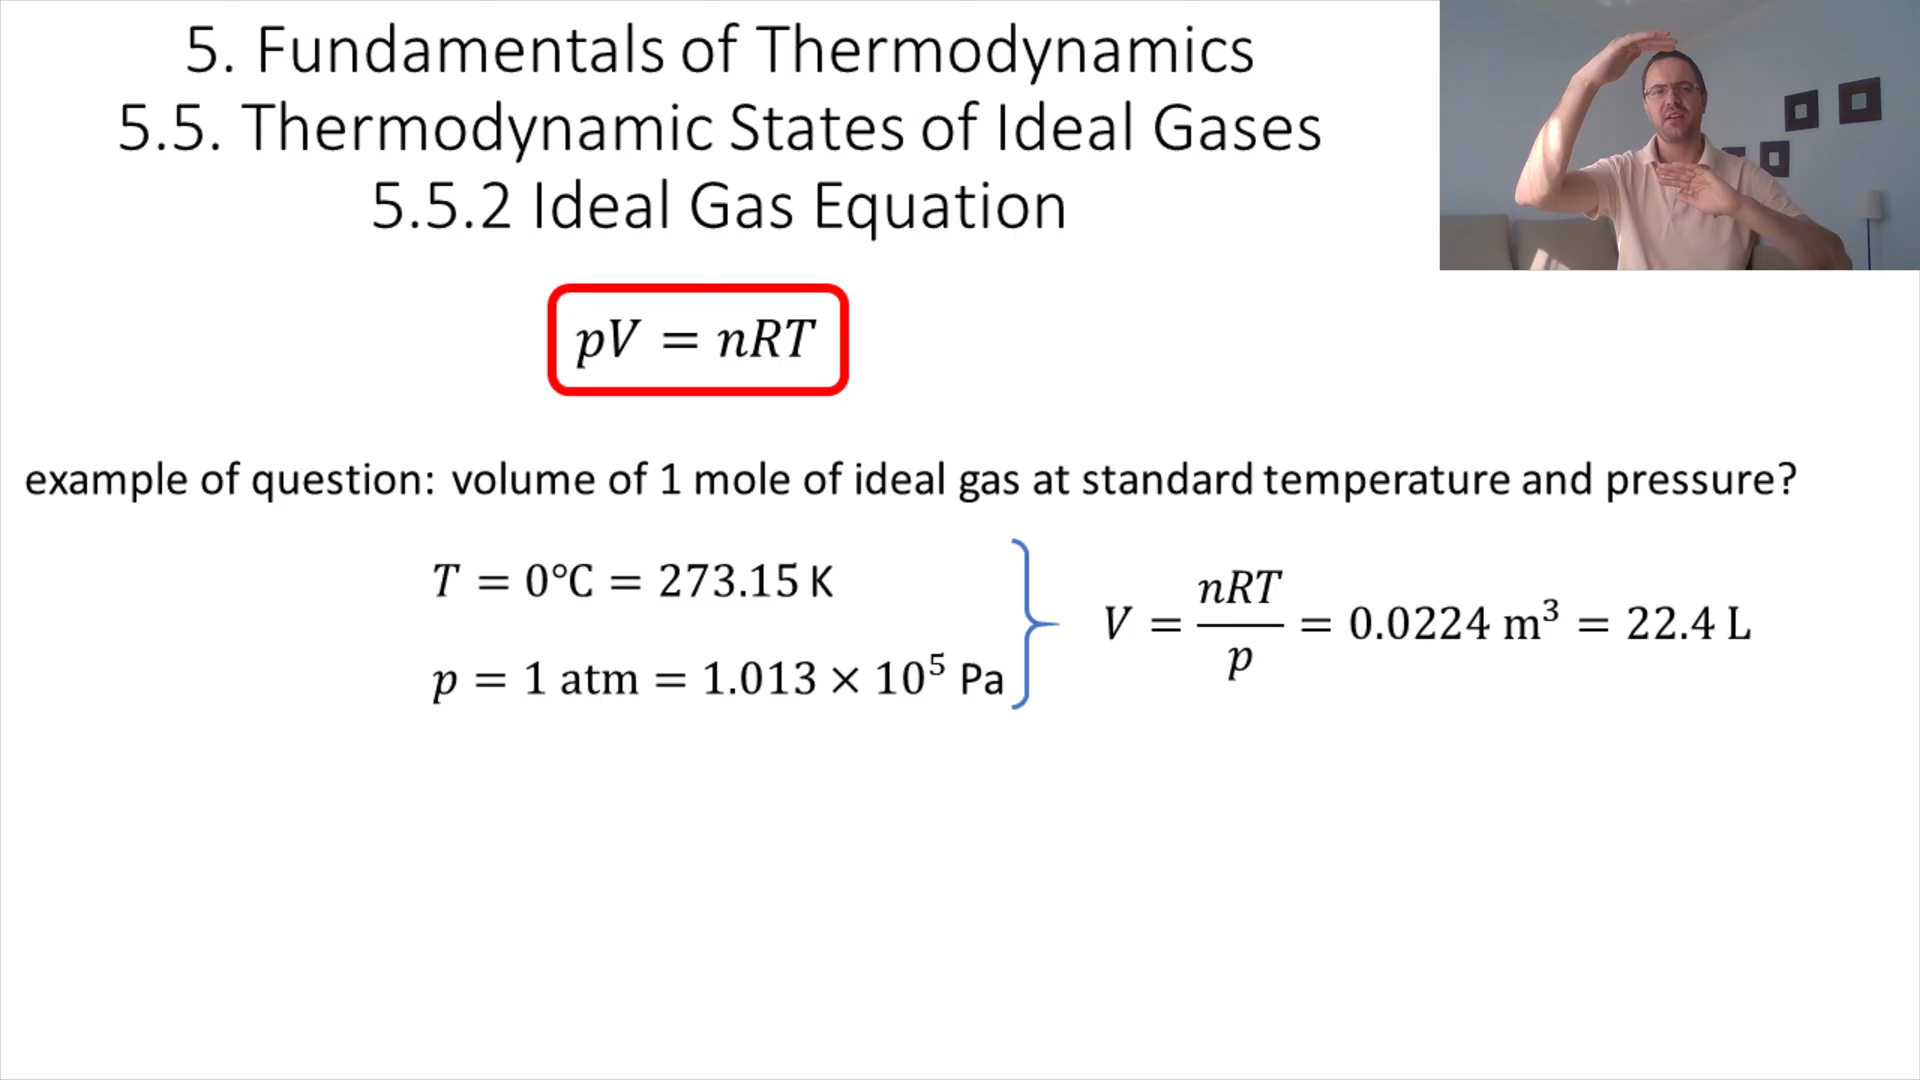 5. Fundamentals of Thermodynamics
5.5. Thermodynamic States of Ideal Gases
5.5.2 Ideal Gas Equation
pV = nRT
example of question: volume of 1 mole of ideal gas at standard temperature and pressure?
T = 0°C = 273.15 K
p = 1 atm = 1.013 × 10⁵ Pa
V = nRT/p = 0.0224 m³ = 22.4 L